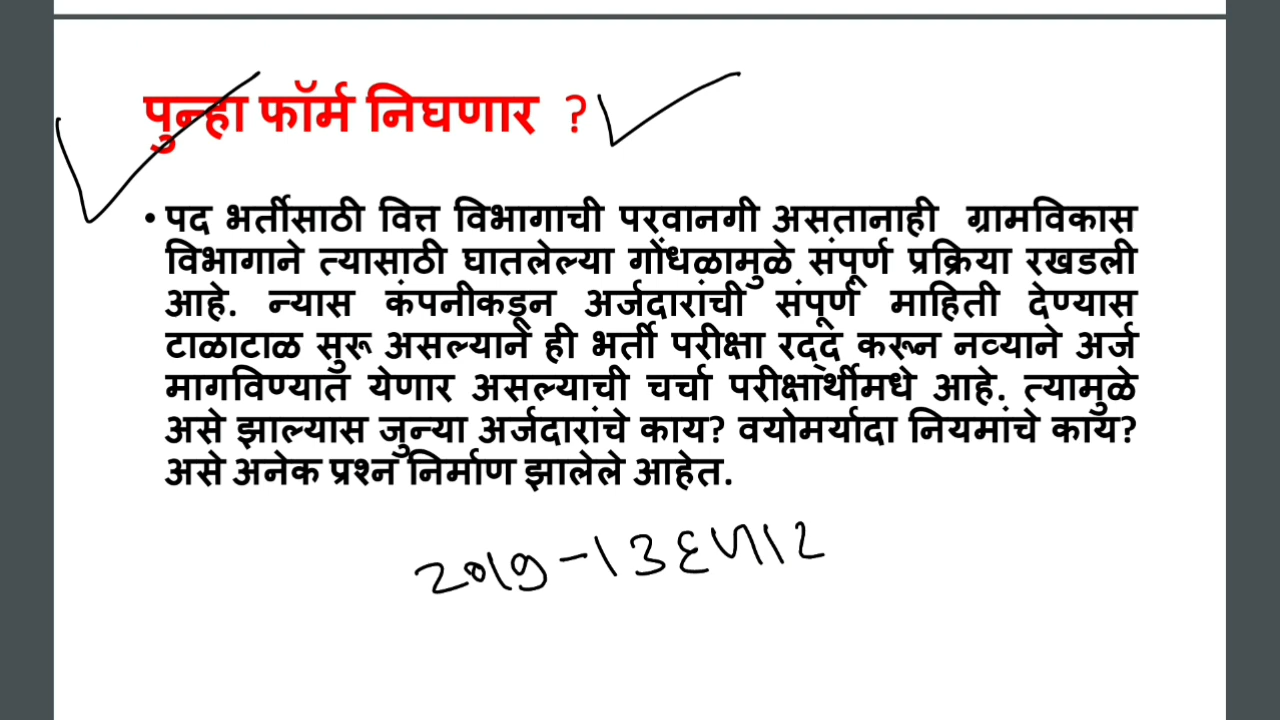 पुन्हा फॉर्म निघणार ?
• पद भर्तीसाठी वित्त विभागाची परवानगी असतानाही ग्रामविकास
विभागाने त्यासाठी घातलेल्या गोंधळामुळे संपूर्ण प्रक्रिया रखडली
आहे. न्यास कंपनीकडून अर्जदारांची संपूर्ण माहिती देण्यास
टाळाटाळ सुरू असल्याने ही भर्ती परीक्षा रद्द करून नव्याने अर्ज
मागविण्यात येणार असल्याची चर्चा परीक्षार्थीमधे आहे. त्यामुळे
असे झाल्यास जुन्या अर्जदारांचे काय? वयोमर्यादा नियमांचे काय?
असे अनेक प्रश्न निर्माण झालेले आहेत.
2019 -